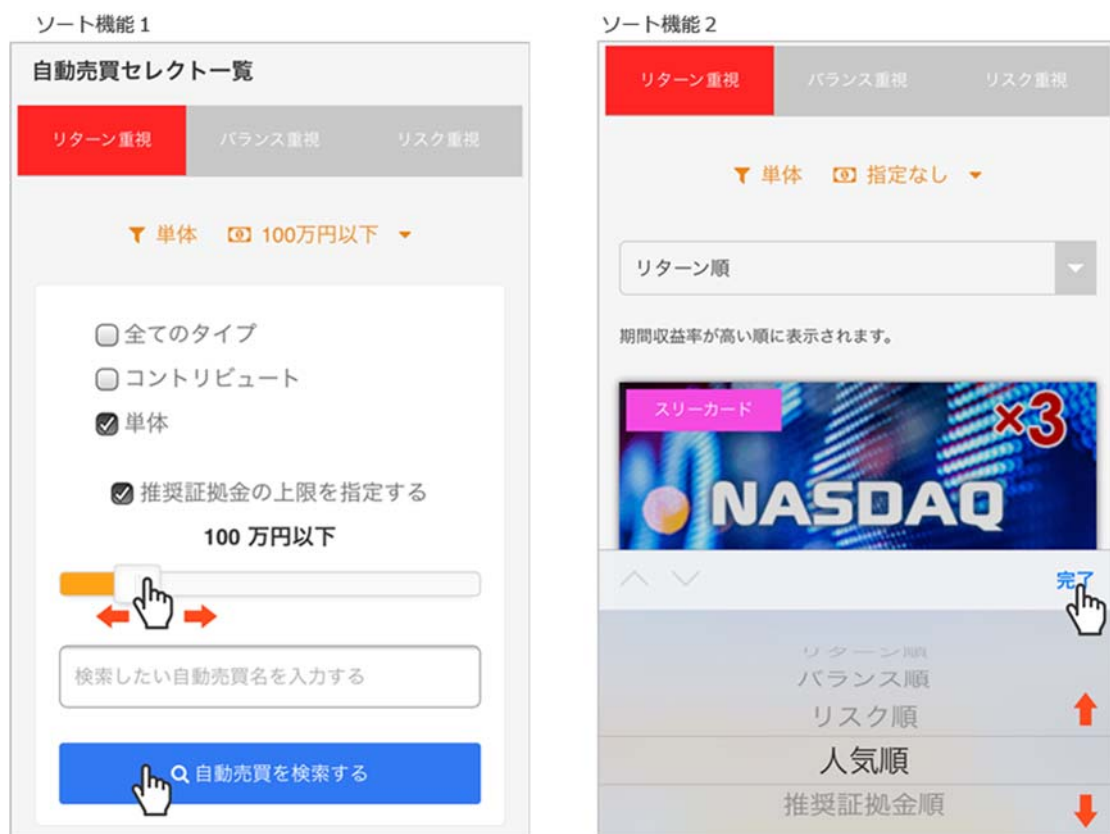 ソート機能1
自動売買セレクト一覧
リターン重視 バランス重視 リスク重視
単体 100万円以下
全てのタイプ
コントリビュート
単体
推奨証拠金の上限を指定する
100 万円以下
検索したい自動売買名を入力する
自動売買を検索する
ソート機能2
リターン重視 バランス重視 リスク重視
単体 指定なし
リターン順
期間収益率が高い順に表示されます。
スリーカード
×3
NASDAQ
完了
リターン順
バランス順
リスク順
人気順
推奨証拠金順